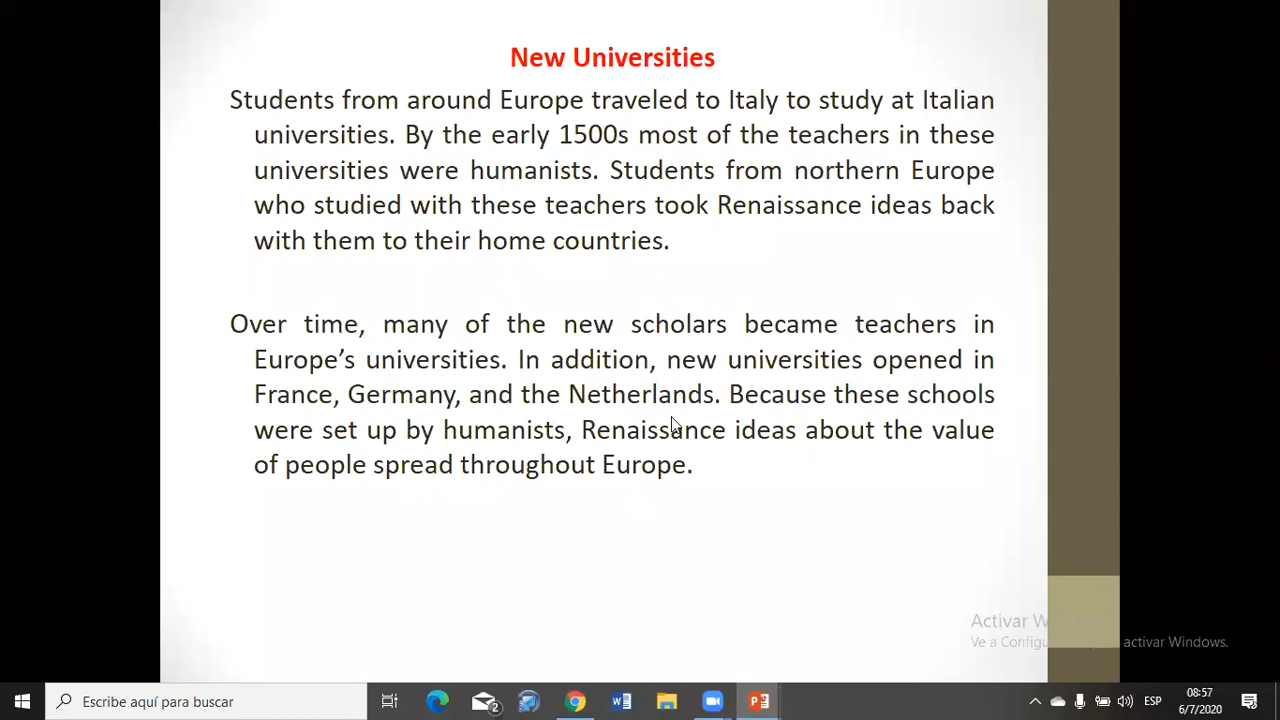 New Universities
Students from around Europe traveled to Italy to study at Italian
universities. By the early 1500s most of the teachers in these
universities were humanists. Students from northern Europe
who studied with these teachers took Renaissance ideas back
with them to their home countries.
Over time, many of the new scholars became teachers in
Europe’s universities. In addition, new universities opened in
France, Germany, and the Netherlands. Because these schools
were set up by humanists, Renaissance ideas about the value
of people spread throughout Europe.
Activar W
Ve a Configu activar Windows.
Escribe aquí para buscar
2
ESP
08:57
6/7/2020